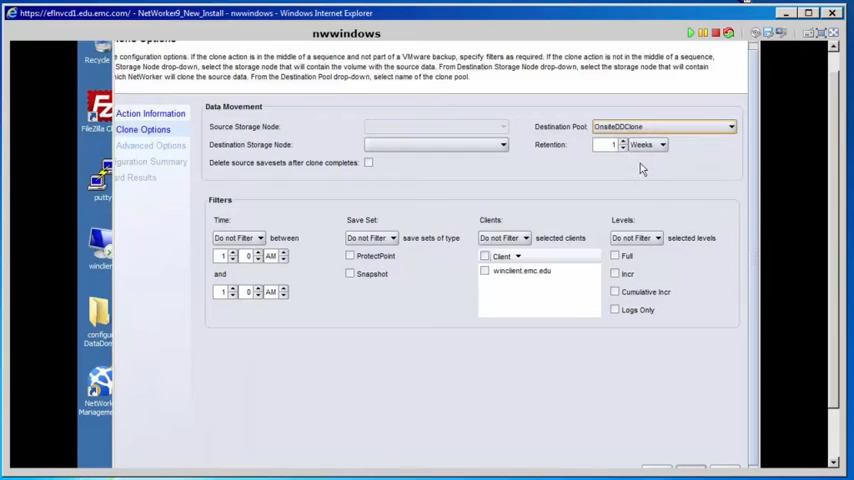 https://eflnvcd1.edu.emc.com/ - NetWorker9_New_Install - nwwindows - Windows Internet Explorer
nwwindows
Recycle
configuration options. If the clone action is in the middle of a sequence and not part of a VMware backup, specify filters as required. If the clone action is not in the middle of a sequence,
select the storage node that will contain the volume with the source data. From Destination Storage Node drop-down, select the storage node that will contain
which NetWorker will clone the source data. From the Destination Pool drop-down, select name of the clone pool.
Action Information
Clone Options
Advanced Options
iguration Summary
ard Results
Data Movement
Source Storage Node:
Destination Pool: OnsiteDDClone
Destination Storage Node:
Retention: 1 Weeks
Delete source savesets after clone completes:
Filters
Time:
Save Set:
Clients:
Levels:
Do not Filter between
Do not Filter save sets of type
Do not Filter selected clients
Do not Filter selected levels
1 0 AM
ProtectPoint
Client
Full
and
Snapshot
winclient.emc.edu
Incr
1 0 AM
Cumulative Incr
Logs Only
FileZilla Cl
putty
winclien
configu
DataDom
NetWork
Managem